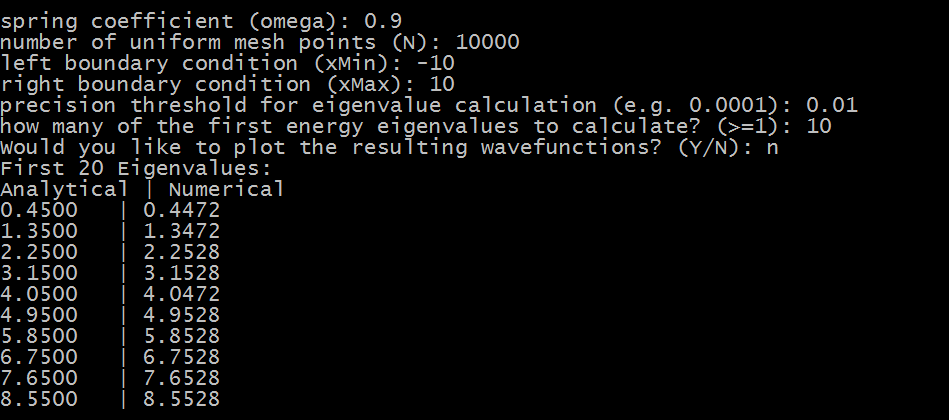 spring coefficient (omega): 0.9
number of uniform mesh points (N): 10000
left boundary condition (xMin): -10
right boundary condition (xMax): 10
precision threshold for eigenvalue calculation (e.g. 0.0001): 0.01
how many of the first energy eigenvalues to calculate? (>=1): 10
Would you like to plot the resulting wavefunctions? (Y/N): n
First 20 Eigenvalues:
Analytical | Numerical
0.4500   | 0.4472
1.3500   | 1.3472
2.2500   | 2.2528
3.1500   | 3.1528
4.0500   | 4.0472
4.9500   | 4.9528
5.8500   | 5.8528
6.7500   | 6.7528
7.6500   | 7.6528
8.5500   | 8.5528